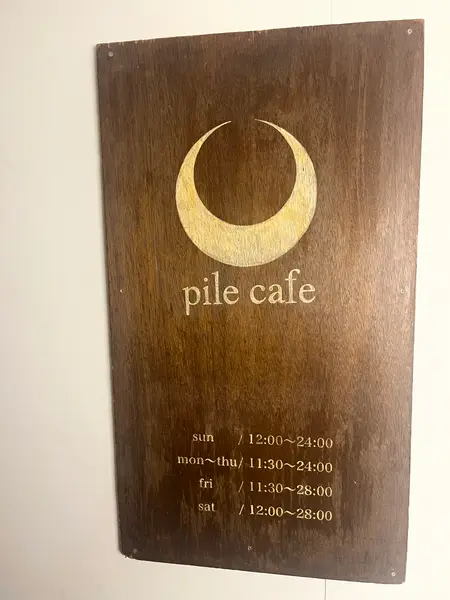 pile cafe
sun / 12:00～24:00
mon～thu/ 11:30～24:00
fri / 11:30～28:00
sat / 12:00～28:00